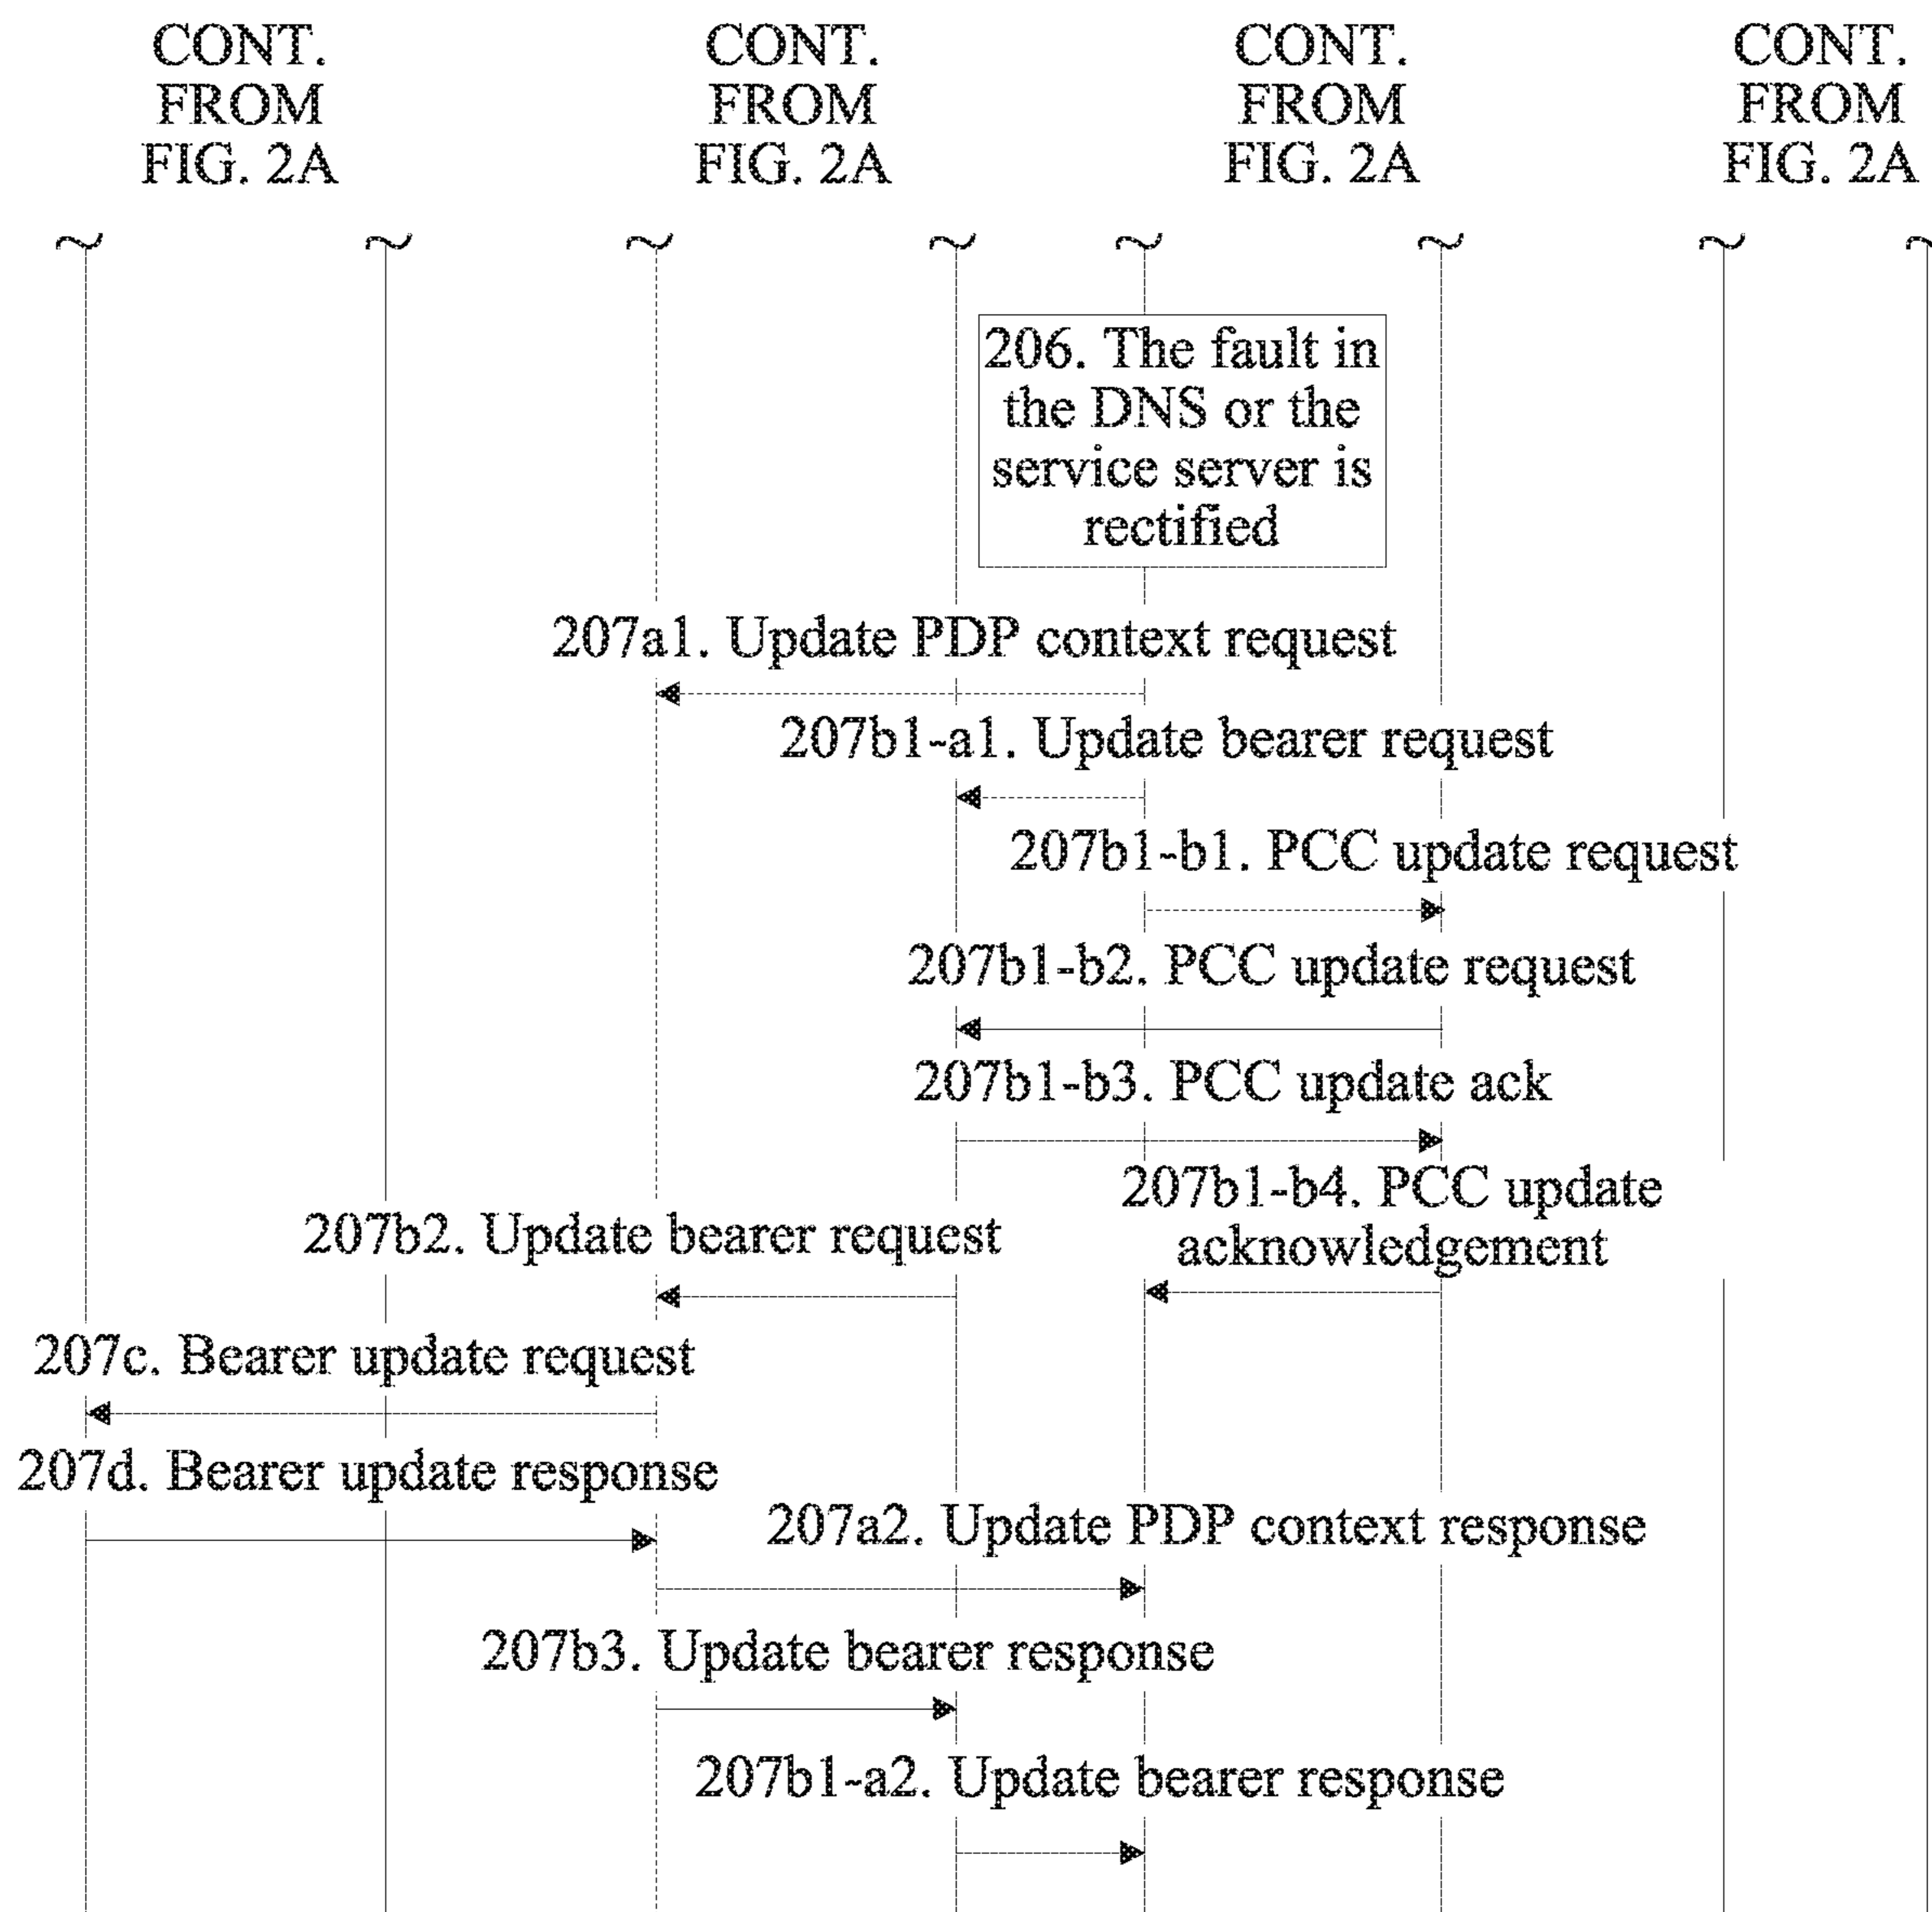 CONT.
FROM
FIG. 2A
CONT.
FROM
FIG. 2A
CONT.
FROM
FIG. 2A
CONT.
FROM
FIG. 2A
206. The fault in
the DNS or the
service server is
rectified
207a1. Update PDP context request
207b1-a1. Update bearer request
207b1-b1. PCC update request
207b1-b2. PCC update request
207b1-b3. PCC update ack
207b1-b4. PCC update
acknowledgement
207b2. Update bearer request
207c. Bearer update request
207d. Bearer update response
207a2. Update PDP context response
207b3. Update bearer response
207b1-a2. Update bearer response